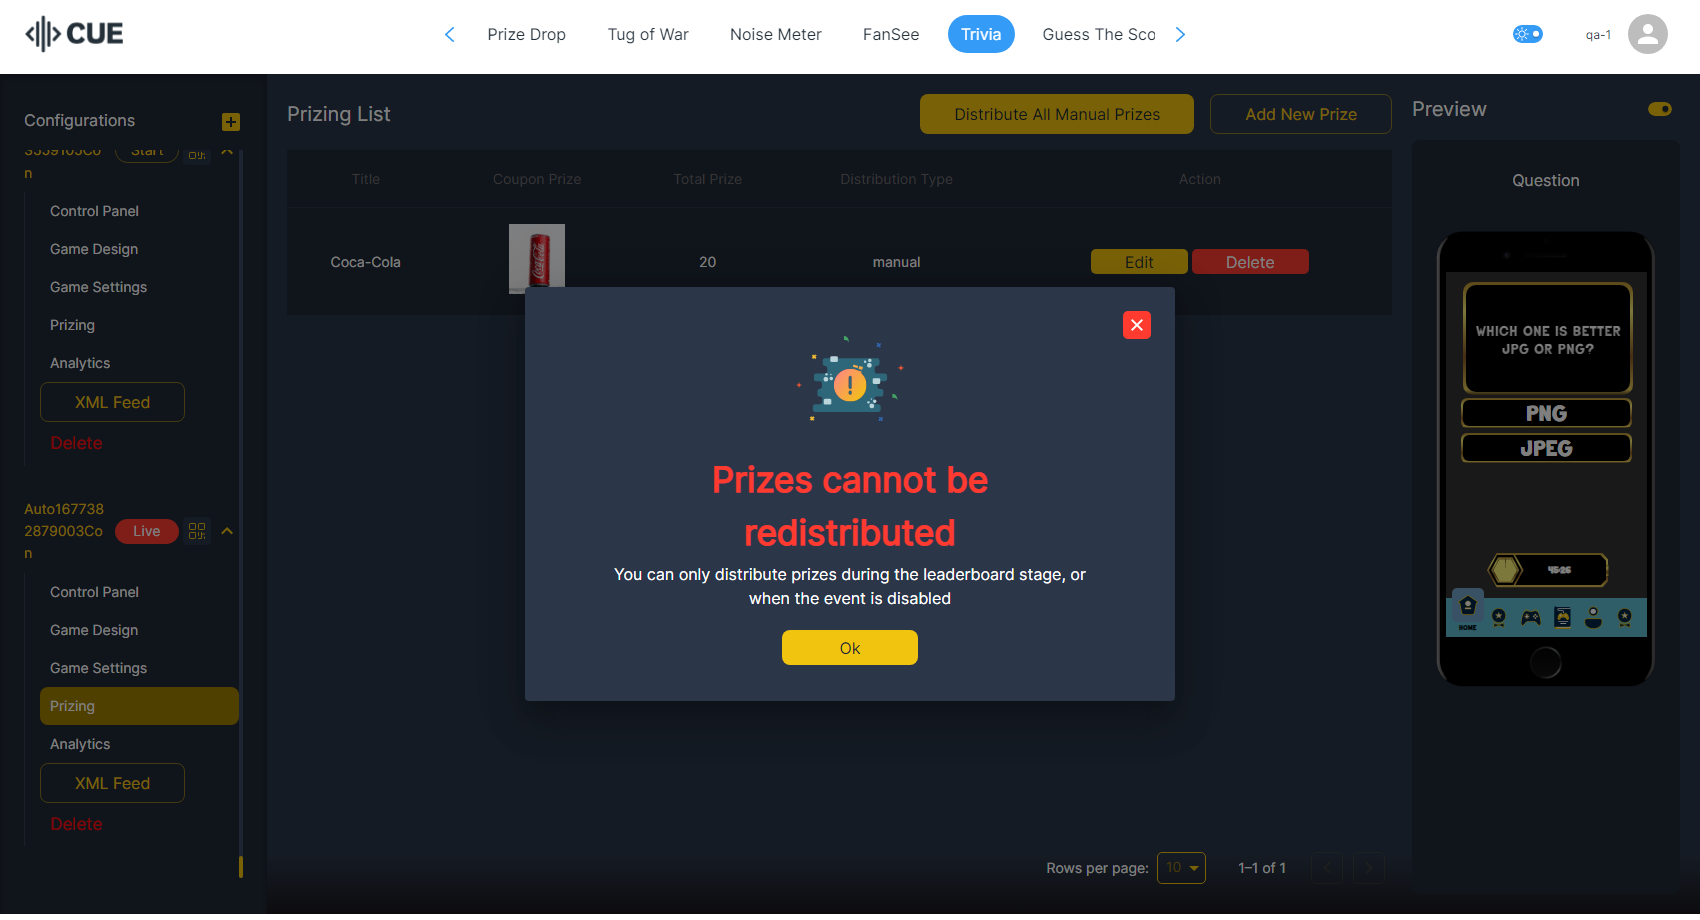 CUE
Prize Drop
Tug of War
Noise Meter
FanSee
Trivia
Guess The Sco
qa-1
Configurations
Start
n
Control Panel
Game Design
Game Settings
Prizing
Analytics
XML Feed
Delete
Auto167738
2879003Co
n
Live
Control Panel
Game Design
Game Settings
Prizing
Analytics
XML Feed
Delete
Prizing List
Distribute All Manual Prizes
Add New Prize
Title
Coupon Prize
Total Prize
Distribution Type
Action
Coca-Cola
Coca-Cola
20
manual
Edit
Delete
Prizes cannot be
redistributed
You can only distribute prizes during the leaderboard stage, or
when the event is disabled
Ok
Rows per page:
10
1–1 of 1
Preview
Question
WHICH ONE IS BETTER
JPG OR PNG?
PNG
JPEG
HOME